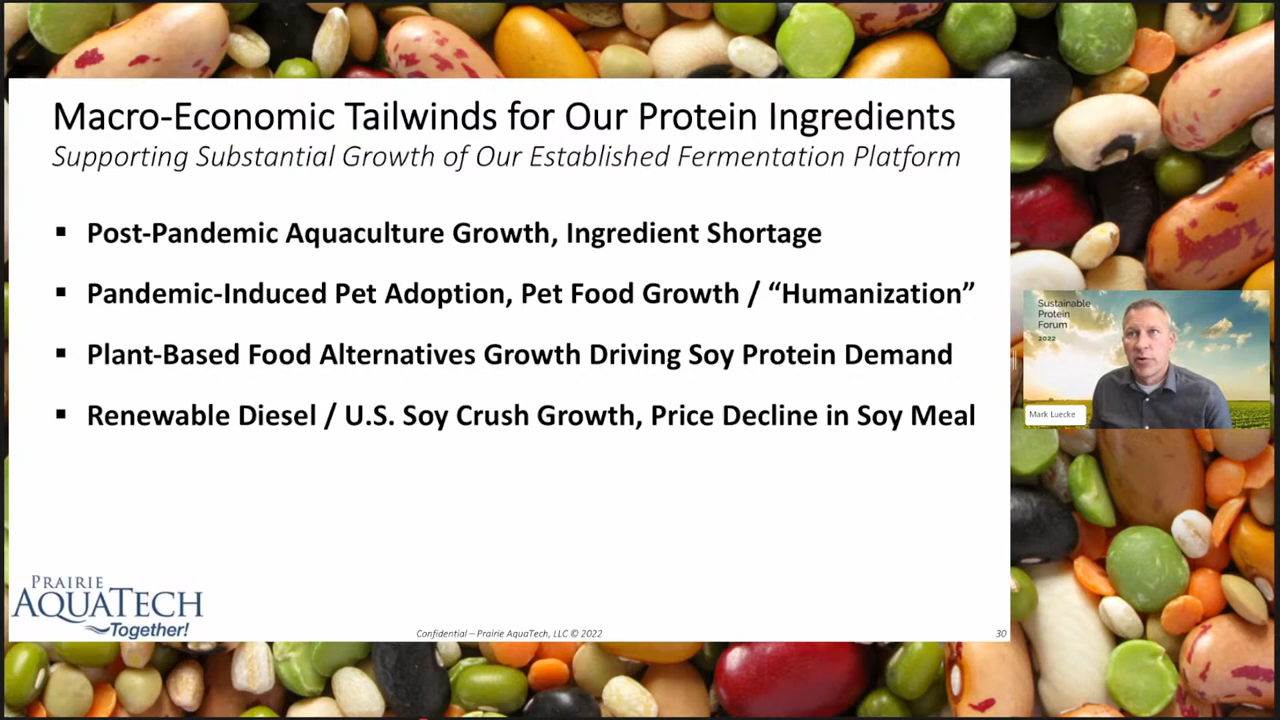 Macro-Economic Tailwinds for Our Protein Ingredients
Supporting Substantial Growth of Our Established Fermentation Platform
▪ Post-Pandemic Aquaculture Growth, Ingredient Shortage
▪ Pandemic-Induced Pet Adoption, Pet Food Growth / “Humanization”
▪ Plant-Based Food Alternatives Growth Driving Soy Protein Demand
▪ Renewable Diesel / U.S. Soy Crush Growth, Price Decline in Soy Meal
PRAIRIE
AQUATECH
Together!
Confidential – Prairie AquaTech, LLC © 2022
30
Sustainable
Protein
Forum
2022
Mark Luecke